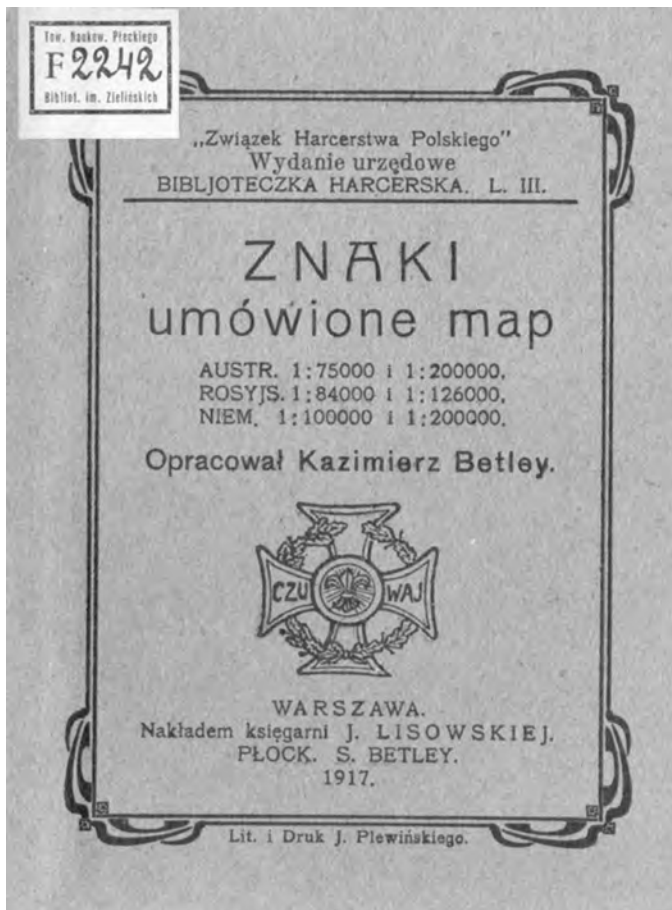 Tow. Naukow. Płockiego
F 2242
Bibliot. im. Zielińskich
„Związek Harcerstwa Polskiego”
Wydanie urzędowe
BIBLJOTECZKA HARCERSKA. L. III.
ZNAKI
umówione map
AUSTR. 1:75000 i 1:200000.
ROSYJS. 1:84000 i 1:126000.
NIEM. 1:100000 i 1:200000.
Opracował Kazimierz Betley.
CZU WAJ
WARSZAWA.
Nakładem księgarni J. LISOWSKIEJ.
PŁOCK. S. BETLEY.
1917.
Lit. i Druk J. Plewińskiego.